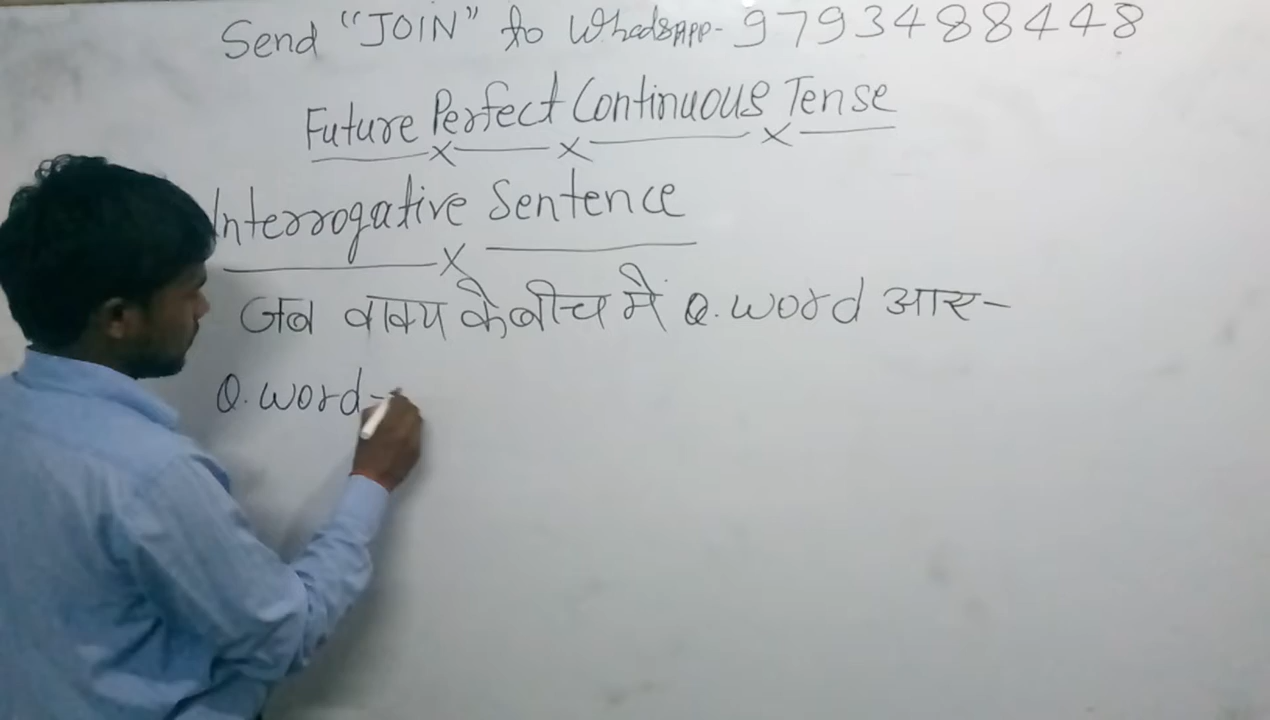 Send “JOIN” to WhatsAPP- 9793488448
Future Perfect Continuous Tense
Interrogative Sentence
जब वाक्य के बीच में Q. word आए-
Q. word-